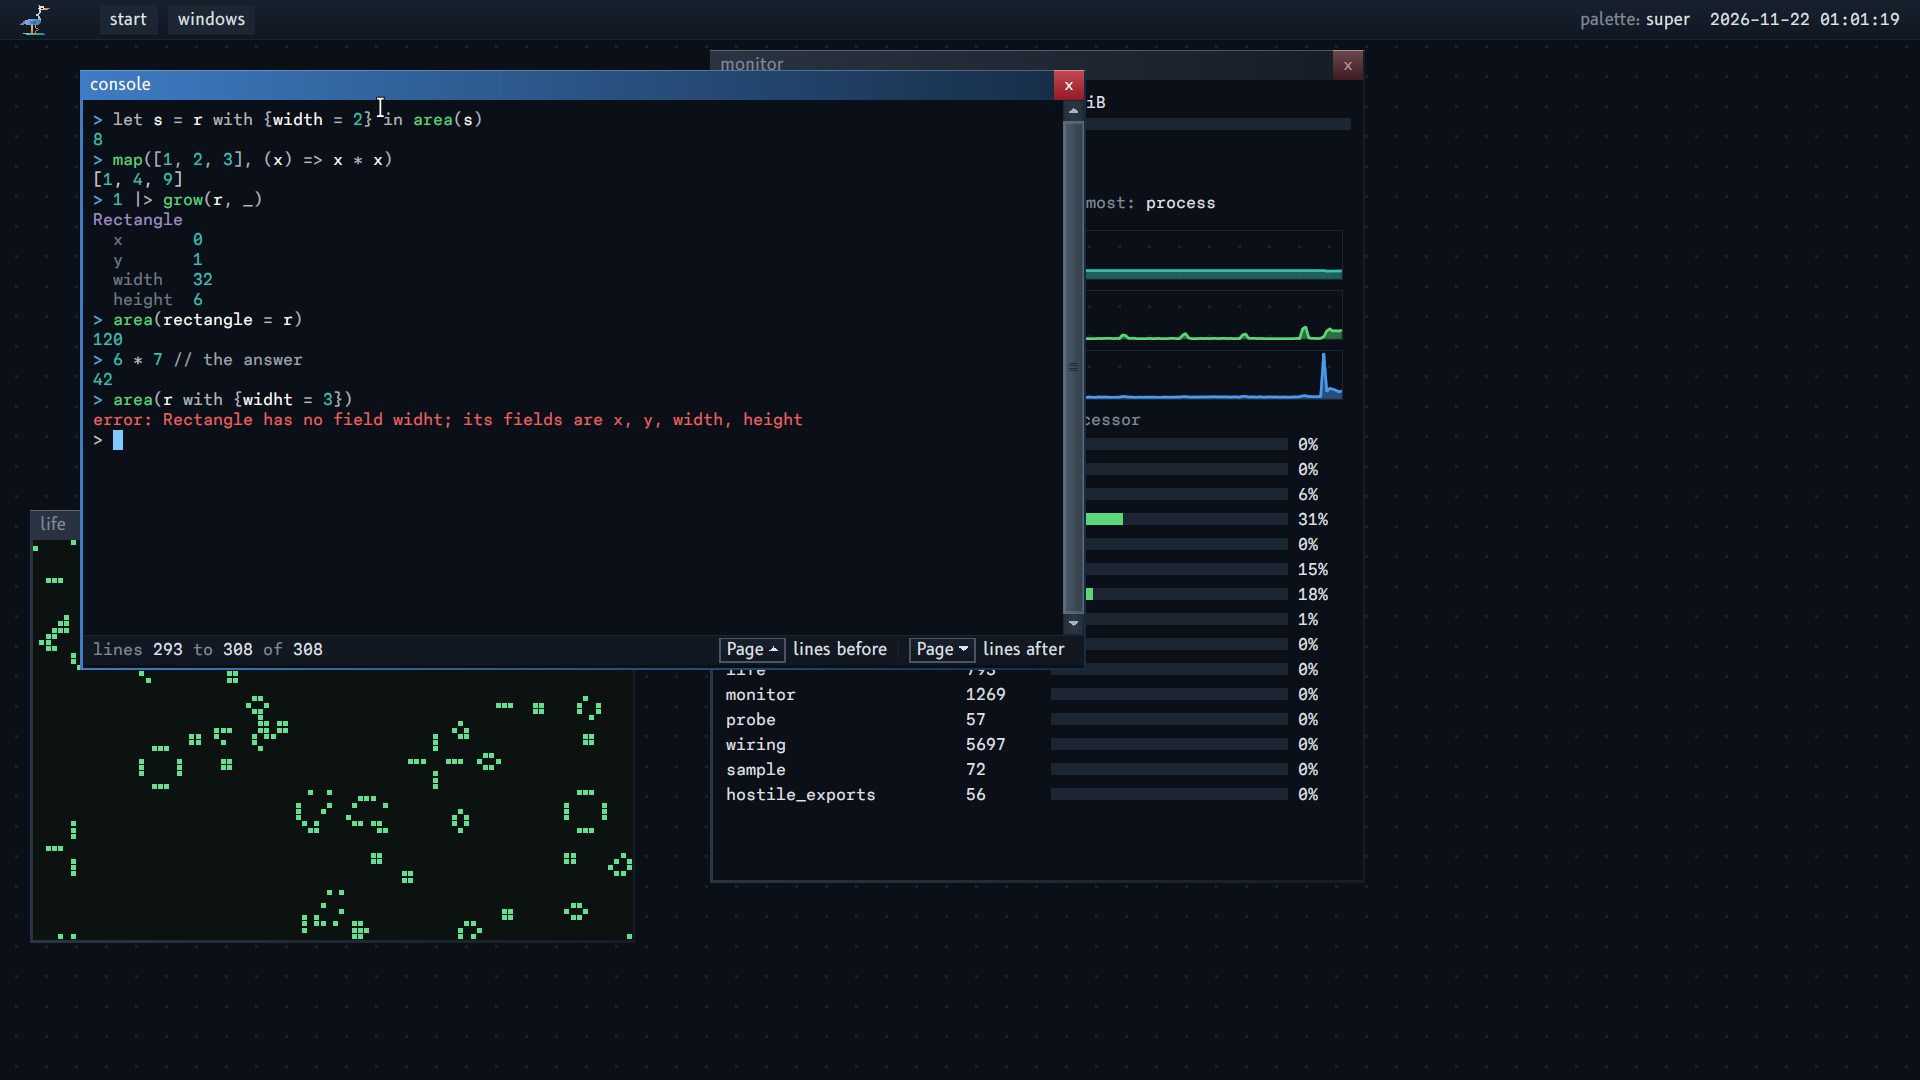 start windows palette: super 2026-11-22 01:01:19
monitor x
console x
iB
> let s = r with {width = 2} in area(s)
8
> map([1, 2, 3], (x) => x * x)
[1, 4, 9]
> 1 |> grow(r, _)
Rectangle
x 0
y 1
width 32
height 6
> area(rectangle = r)
120
> 6 * 7 // the answer
42
> area(r with {widht = 3})
error: Rectangle has no field widht; its fields are x, y, width, height
>
lines 293 to 308 of 308 Page lines before Page lines after
most: process
cessor
0%
0%
6%
31%
0%
15%
18%
1%
0%
life 793 0%
monitor 1269 0%
probe 57 0%
wiring 5697 0%
sample 72 0%
hostile_exports 56 0%
life